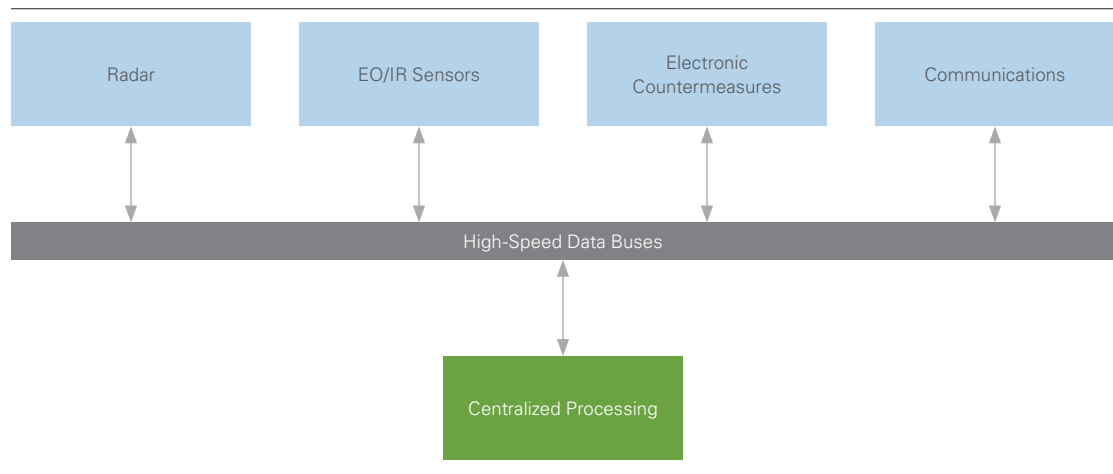 Radar
EO/IR Sensors
Electronic
Countermeasures
Communications
High-Speed Data Buses
Centralized Processing